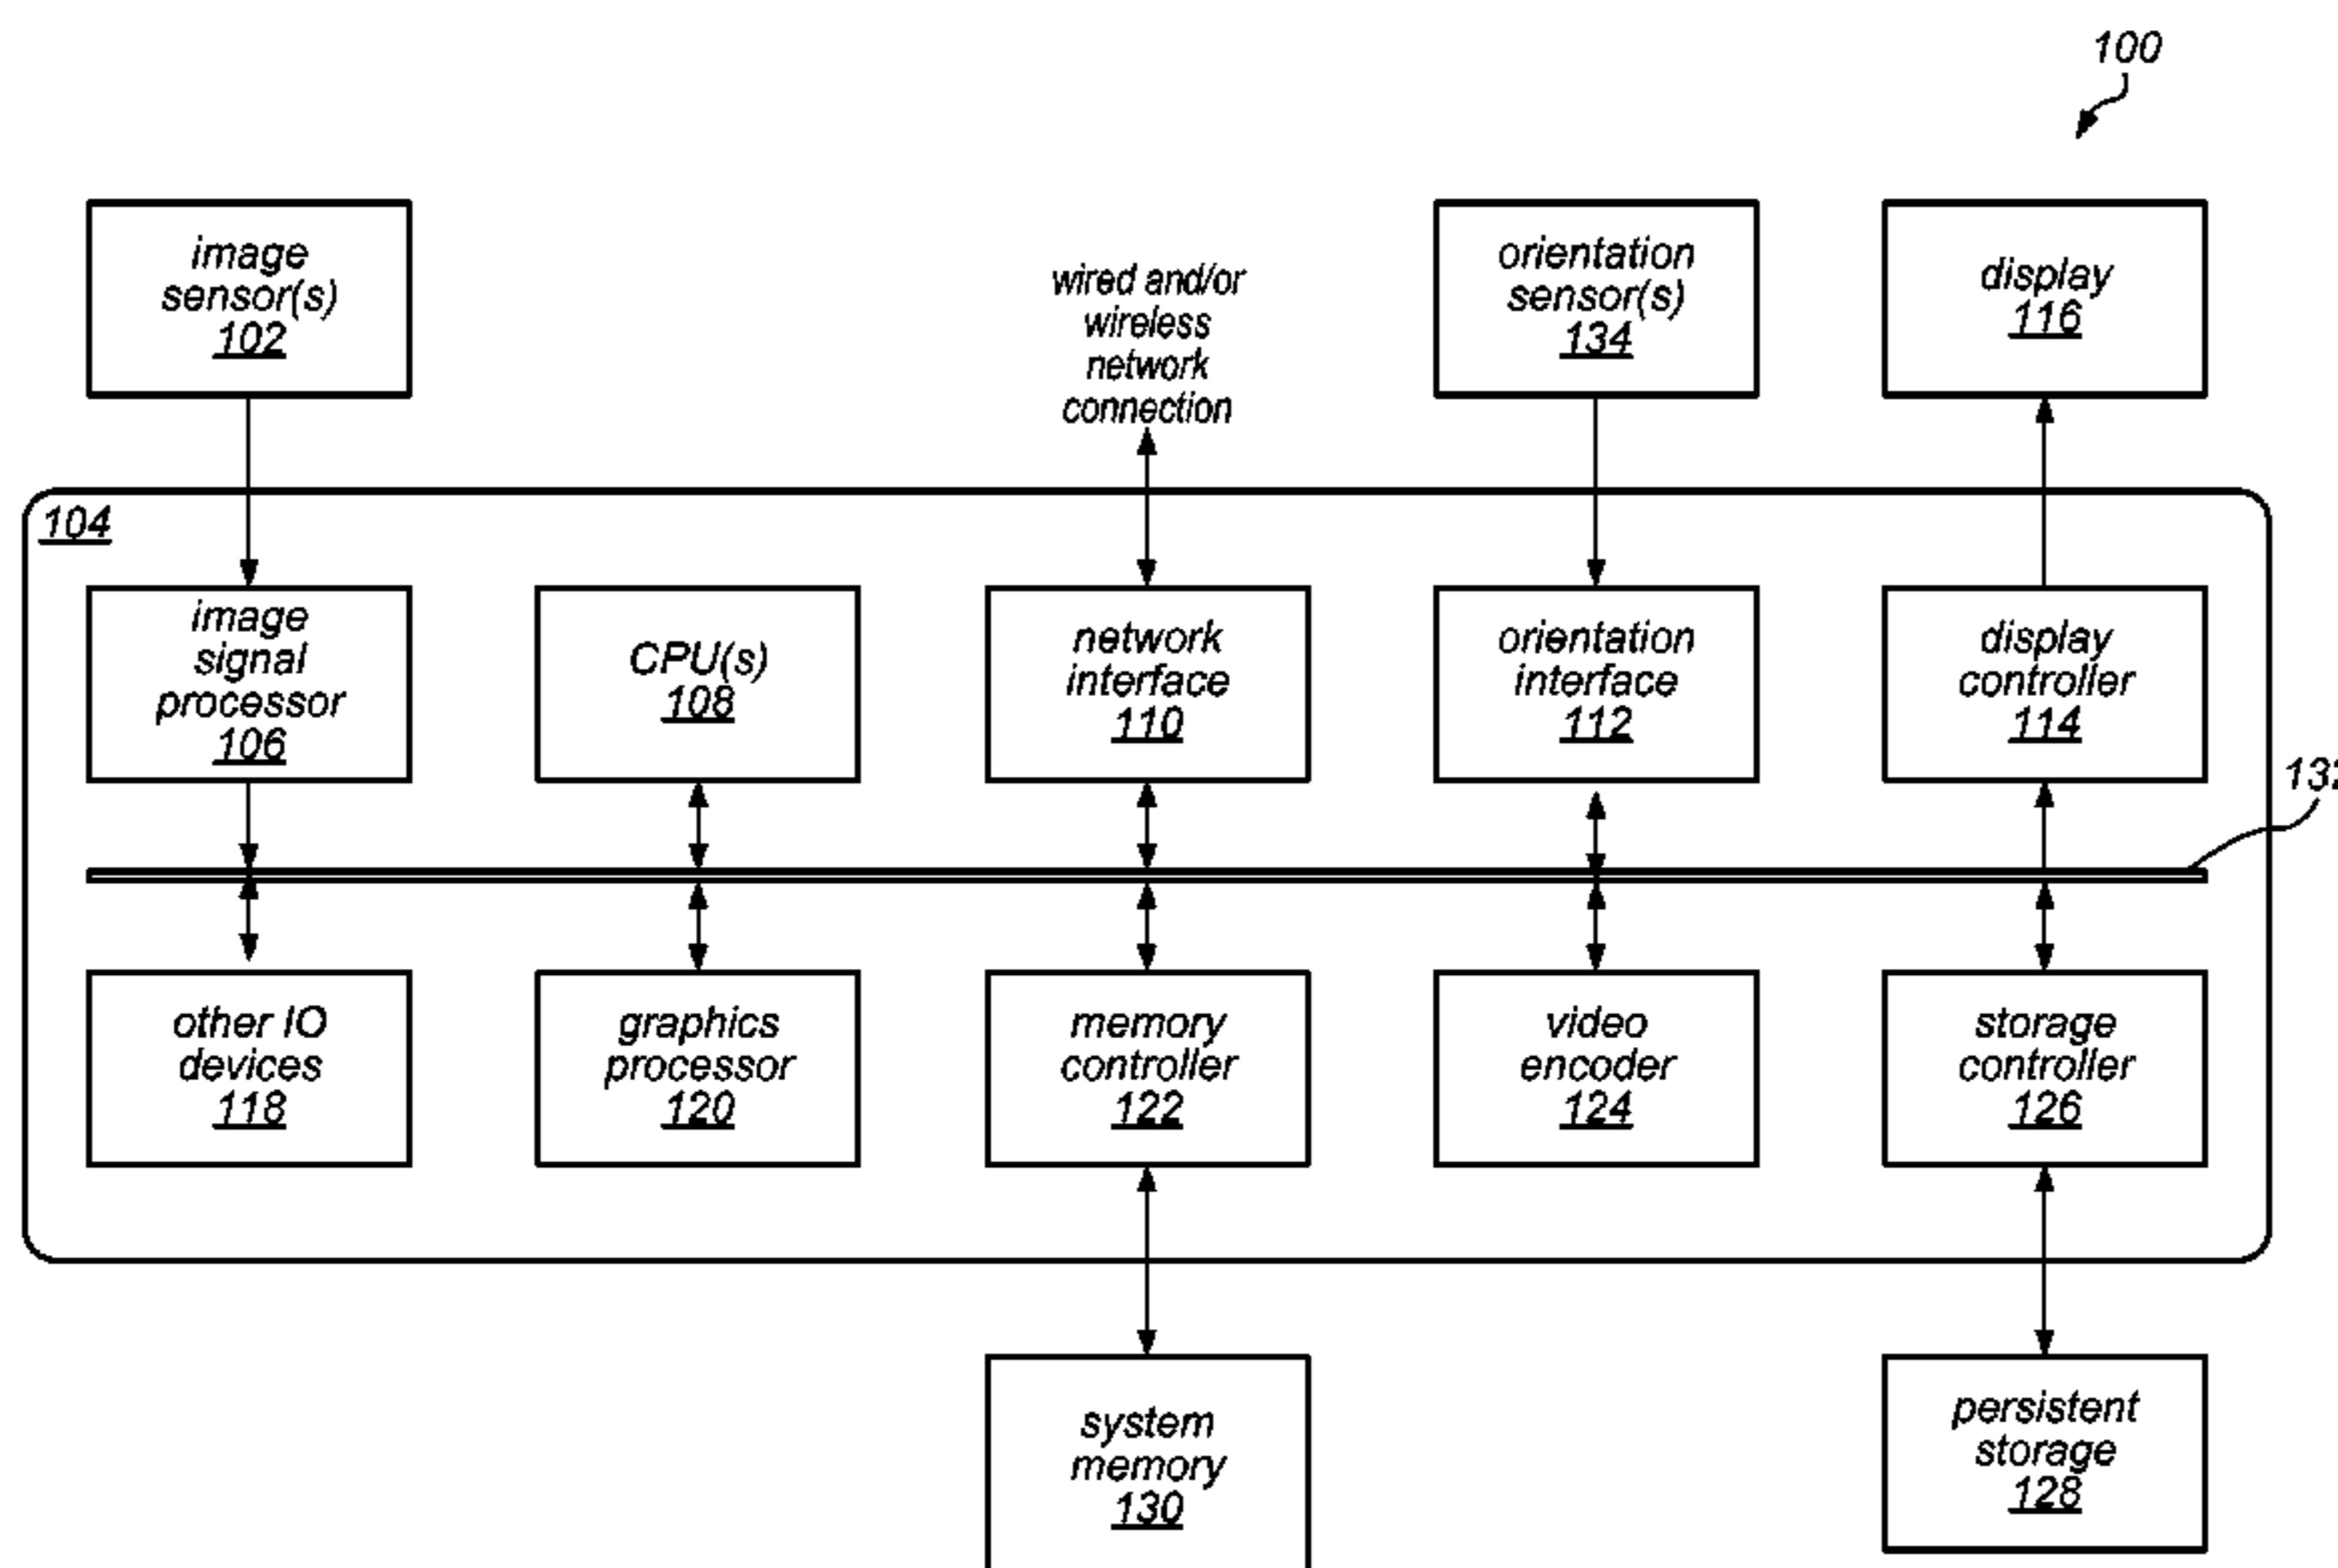 100
image
sensor(s)
102
wired and/or
wireless
network
connection
orientation
sensor(s)
134
display
116
104
image
signal
processor
106
CPU(s)
108
network
interface
110
orientation
interface
112
display
controller
114
132
other IO
devices
118
graphics
processor
120
memory
controller
122
video
encoder
124
storage
controller
126
system
memory
130
persistent
storage
128